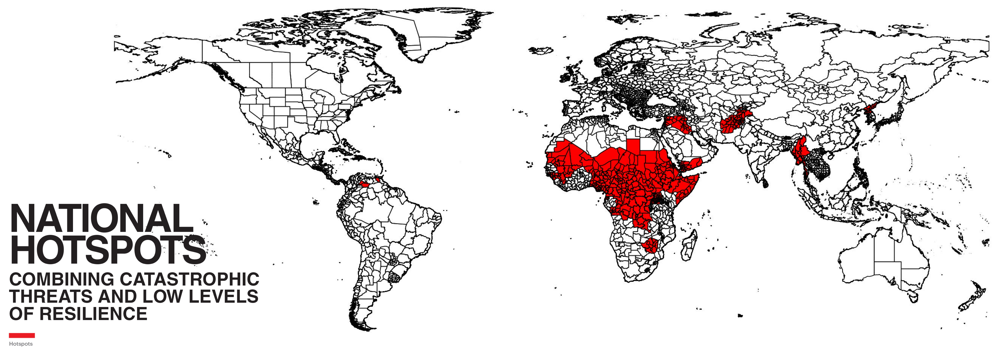 NATIONAL
HOTSPOTS
COMBINING CATASTROPHIC
THREATS AND LOW LEVELS
OF RESILIENCE
Hotspots